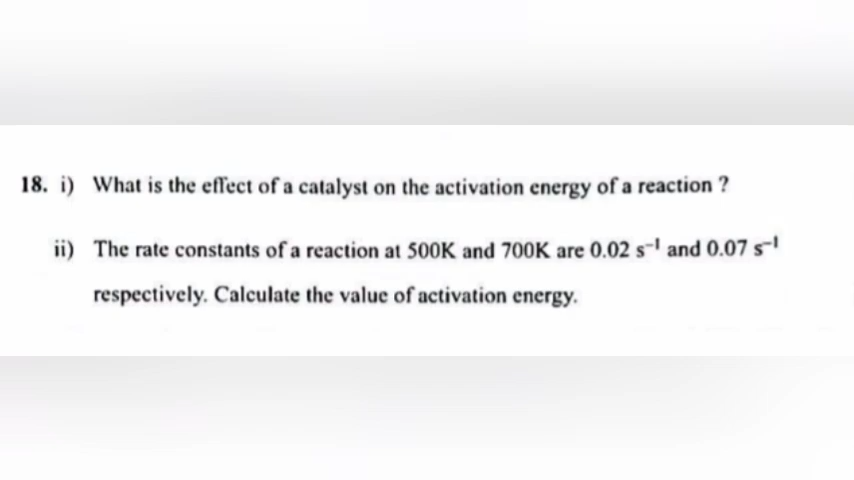 18. i) What is the effect of a catalyst on the activation energy of a reaction ?
ii) The rate constants of a reaction at 500K and 700K are 0.02 s⁻¹ and 0.07 s⁻¹
respectively. Calculate the value of activation energy.